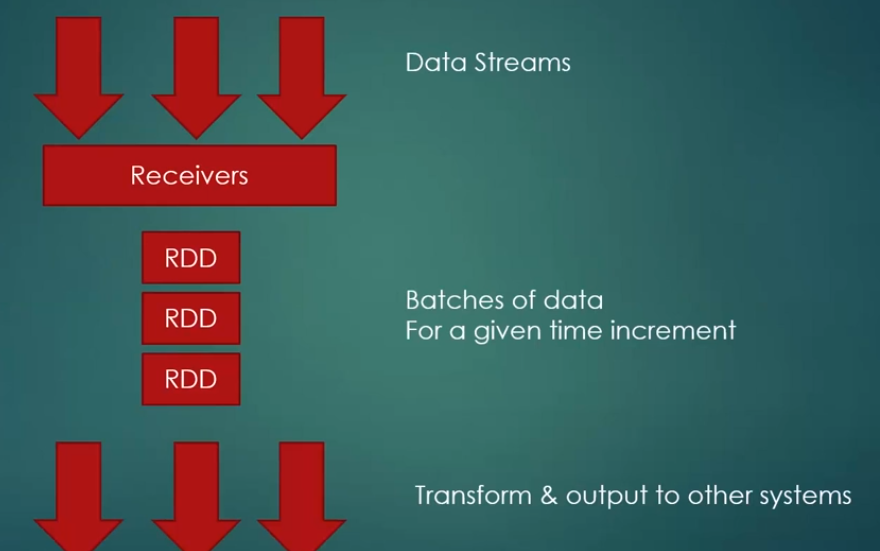 Data Streams
Receivers
RDD
RDD
RDD
Batches of data
For a given time increment
Transform & output to other systems